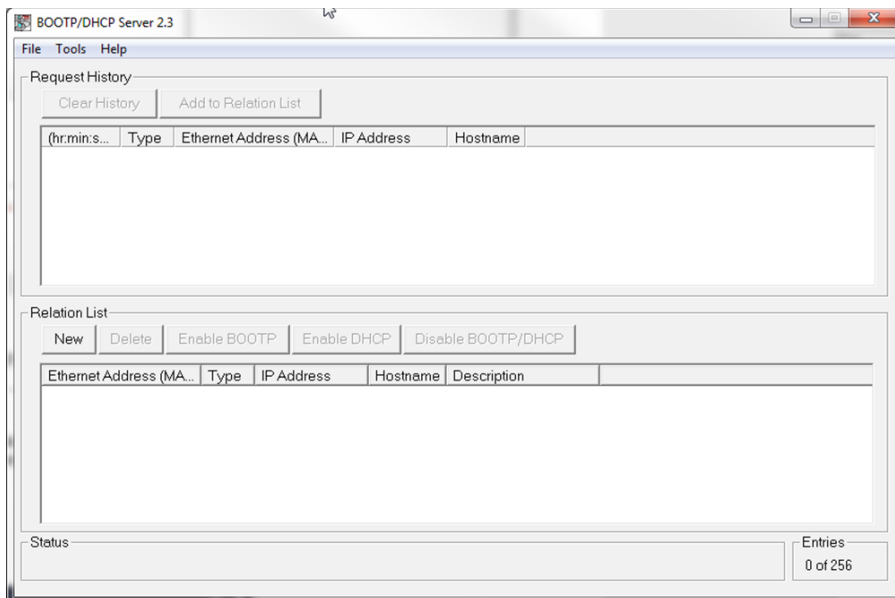 BOOTP/DHCP Server 2.3
File Tools Help
Request History
Clear History Add to Relation List
(hr:min:s... Type Ethernet Address (MA... IP Address Hostname
Relation List
New Delete Enable BOOTP Enable DHCP Disable BOOTP/DHCP
Ethernet Address (MA... Type IP Address Hostname Description
Status
Entries
0 of 256